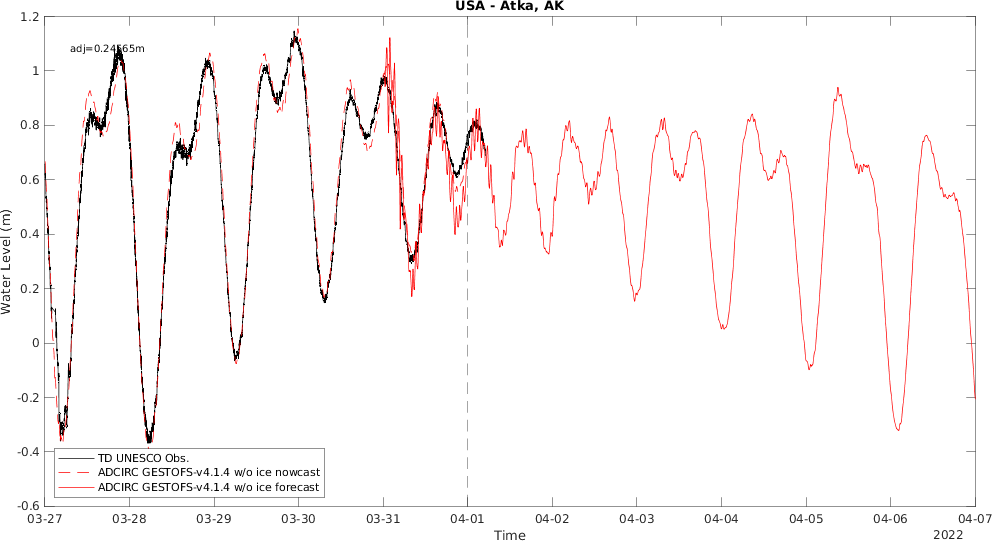 USA - Atka, AK
1.2
1
0.8
0.6
0.4
0.2
0
-0.2
-0.4
-0.6
Water Level (m)
TD UNESCO Obs.
ADCIRC GESTOFS-v4.1.4 w/o ice nowcast
ADCIRC GESTOFS-v4.1.4 w/o ice forecast
03-27 03-28 03-29 03-30 03-31 04-01 04-02 04-03 04-04 04-05 04-06 04-07
Time
2022